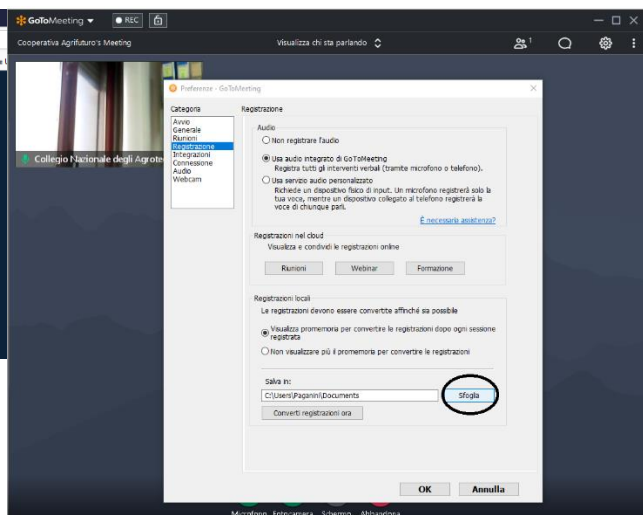 GoToMeeting
REC
Cooperativa Agrifuturo's Meeting
Visualizza chi sta parlando
1
Preferenze - GoToMeeting
Categoria
Registrazione
Avvio
Generale
Riunioni
Registrazione
Integrazioni
Connessione
Audio
Webcam
Audio
Non registrare l'audio
Usa audio integrato di GoToMeeting
Registra tutti gli interventi verbali (tramite microfono o telefono).
Usa servizio audio personalizzato
Richiede un dispositivo fisico di input. Un microfono registrerà solo la
tua voce, mentre un dispositivo collegato al telefono registrerà la
voce di chiunque parli.
È necessaria assistenza?
Collegio Nazionale degli Agrote
Registrazioni nel cloud
Visualizza e condividi le registrazioni online
Riunioni
Webinar
Formazione
Registrazioni locali
Le registrazioni devono essere convertite affinché sia possibile
Visualizza promemoria per convertire le registrazioni dopo ogni sessione
registrata
Non visualizzare più il promemoria per convertire le registrazioni
Salva in:
C:\Users\Paganini\Documents
Sfoglia
Converti registrazioni ora
OK
Annulla
Microfono Fotocamera Schermo Abbandona